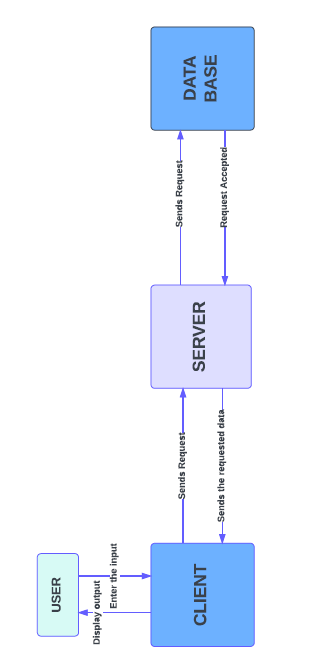 USER
Enter the input
Display output
CLIENT
Sends Request
Sends the requested data
SERVER
Sends Request
Request Accepted
DATA
BASE